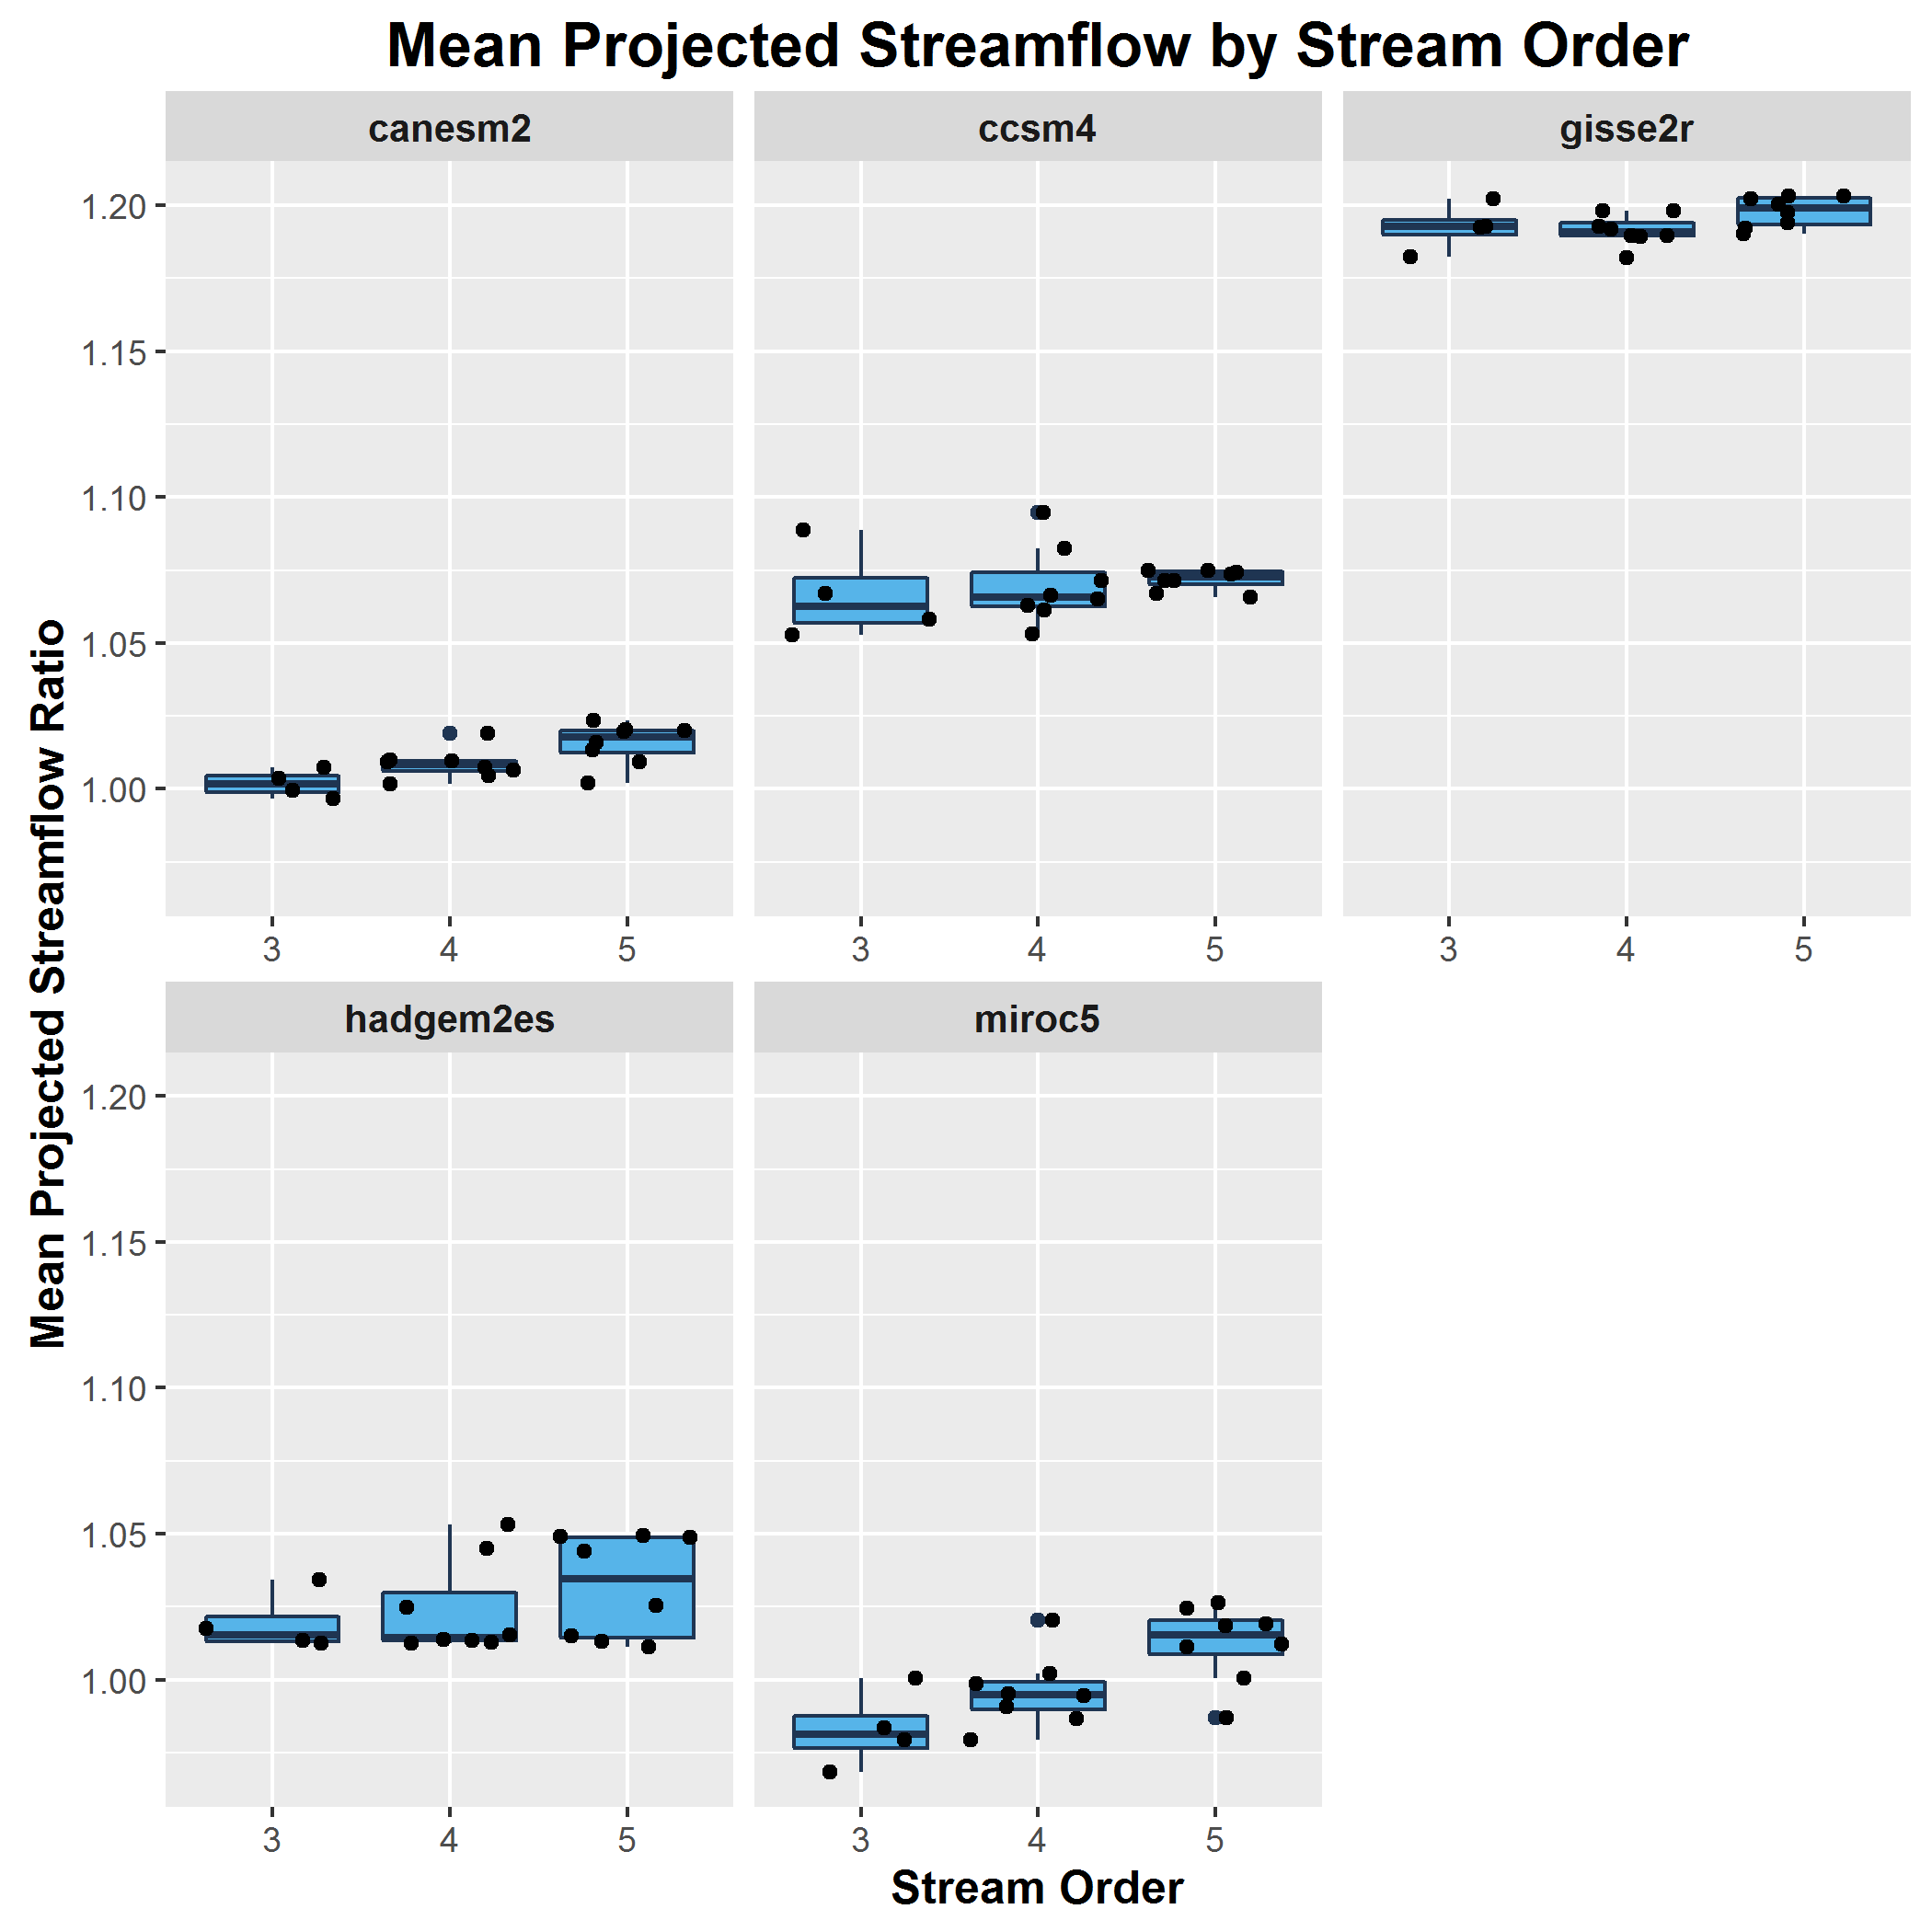 Mean Projected Streamflow by Stream Order
canesm2 ccsm4 gisse2r
1.20
1.15
1.10
1.05
1.00
3 4 5 3 4 5 3 4 5
Mean Projected Streamflow Ratio
hadgem2es miroc5
1.20
1.15
1.10
1.05
1.00
3 4 5 3 4 5
Stream Order